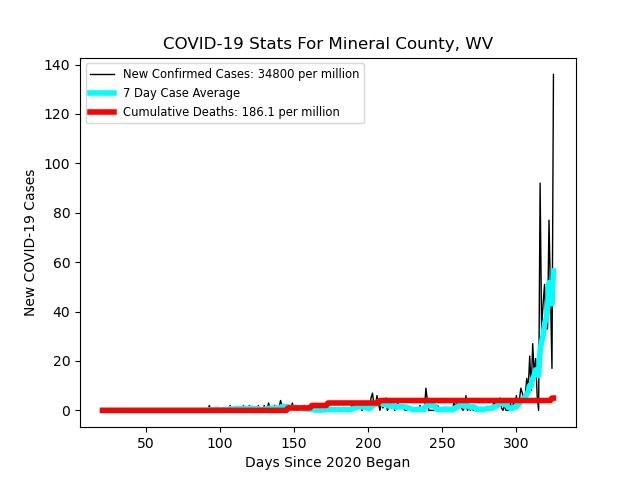 COVID-19 Stats For Mineral County, WV
New Confirmed Cases: 34800 per million
7 Day Case Average
Cumulative Deaths: 186.1 per million
New COVID-19 Cases
140
120
100
80
60
40
20
0
50 100 150 200 250 300
Days Since 2020 Began